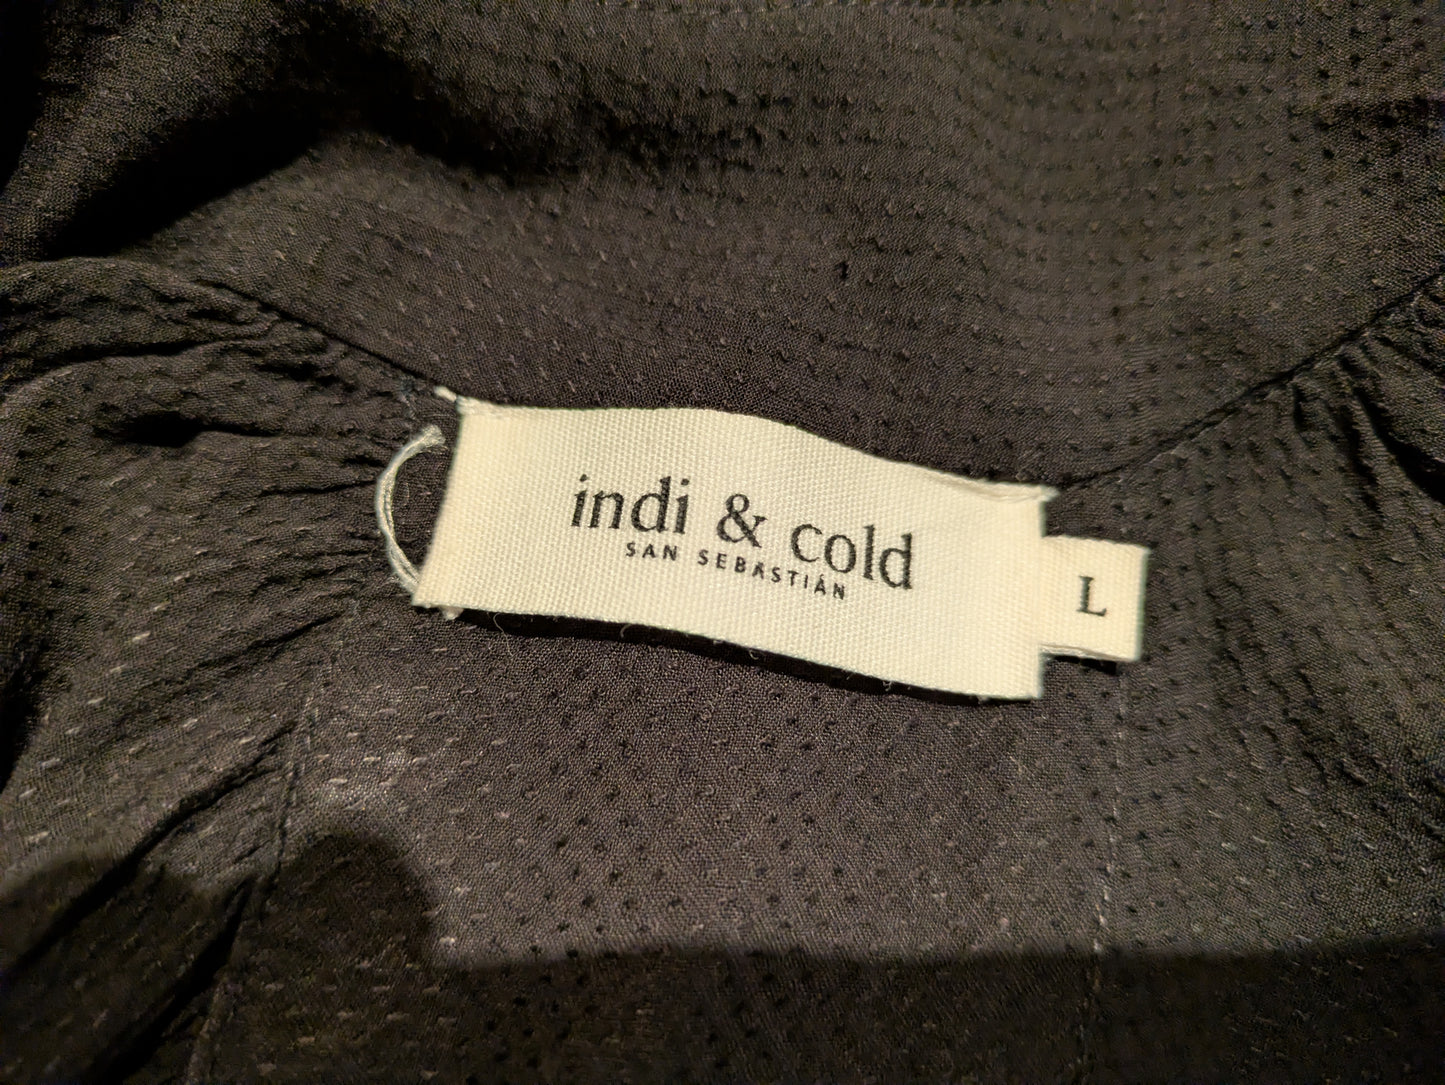 indi & cold
SAN SEBASTIÁN
L